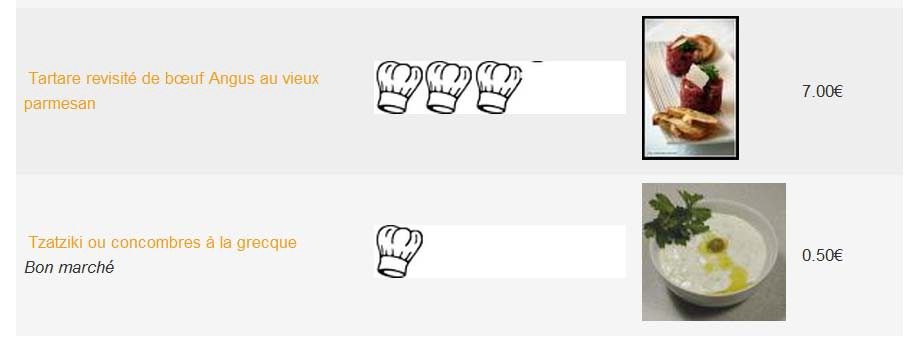 Tartare revisité de bœuf Angus au vieux
parmesan
7.00€
Tzatziki ou concombres à la grecque
Bon marché
0.50€